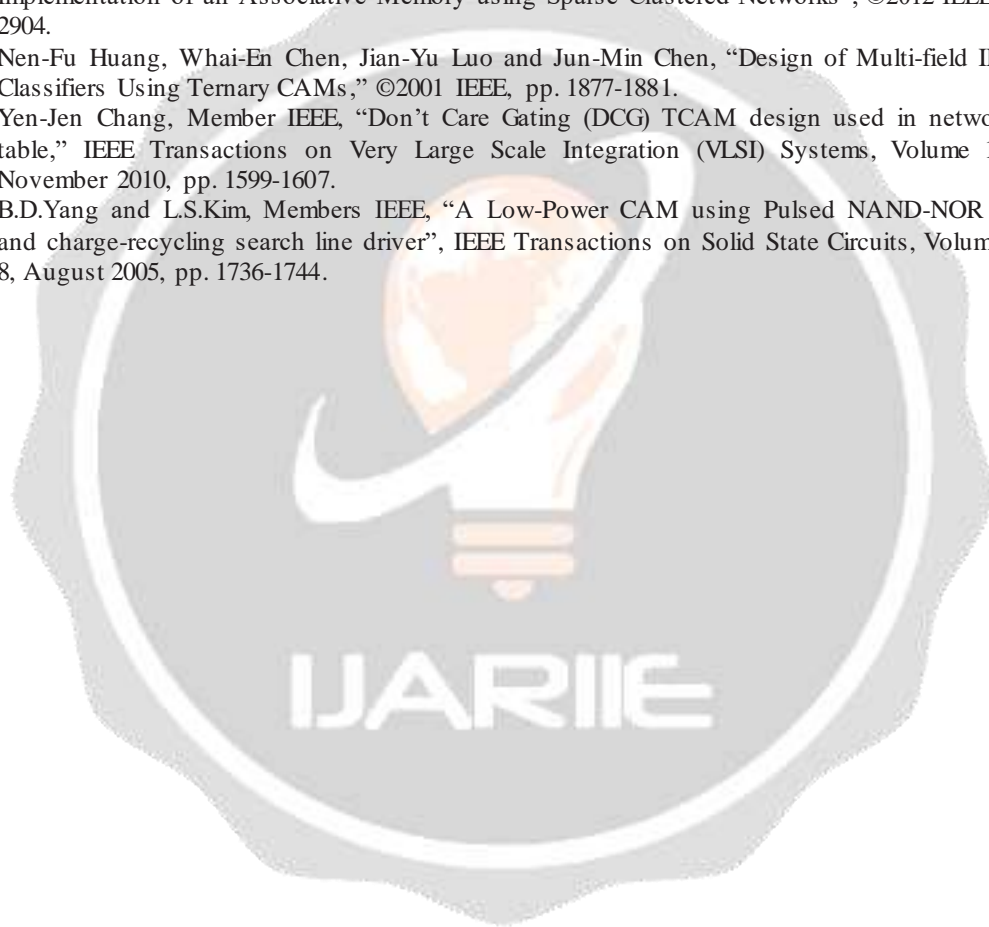 Implementation of an Associative Memory using Sparse Clustered Networks", ©2012 IEEE
2904.
Nen-Fu Huang, Whai-En Chen, Jian-Yu Luo and Jun-Min Chen, “Design of Multi-field
Classifiers Using Ternary CAMs,” ©2001 IEEE, pp. 1877-1881.
Yen-Jen Chang, Member IEEE, “Don’t Care Gating (DCG) TCAM design used in
table,” IEEE Transactions on Very Large Scale Integration (VLSI) Systems, Volume
November 2010, pp. 1599-1607.
B.D.Yang and L.S.Kim, Members IEEE, “A Low-Power CAM using Pulsed NAND-NOR
and charge-recycling search line driver”, IEEE Transactions on Solid State Circuits,
8, August 2005, pp. 1736-1744.
IJARIIE